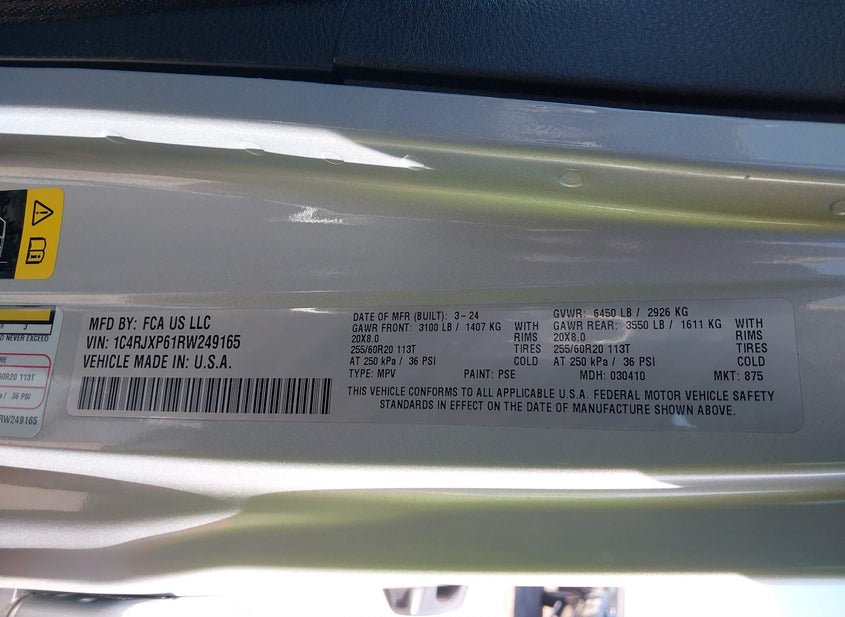 3
D NEVER EXCEED
RE
60R20 113T
/ 36 PSI
RW249165
MFD BY: FCA US LLC
VIN: 1C4RJXP61RW249165
VEHICLE MADE IN: U.S.A.
DATE OF MFR (BUILT): 3-24 GVWR: 6450 LB / 2926 KG
GAWR FRONT: 3100 LB / 1407 KG WITH GAWR REAR: 3550 LB / 1611 KG WITH
20X8.0 RIMS 20X8.0 RIMS
255/60R20 113T TIRES 255/60R20 113T TIRES
AT 250 kPa / 36 PSI COLD AT 250 kPa / 36 PSI COLD
TYPE: MPV PAINT: PSE MDH: 030410 MKT: 875
THIS VEHICLE CONFORMS TO ALL APPLICABLE U.S.A. FEDERAL MOTOR VEHICLE SAFETY
STANDARDS IN EFFECT ON THE DATE OF MANUFACTURE SHOWN ABOVE.